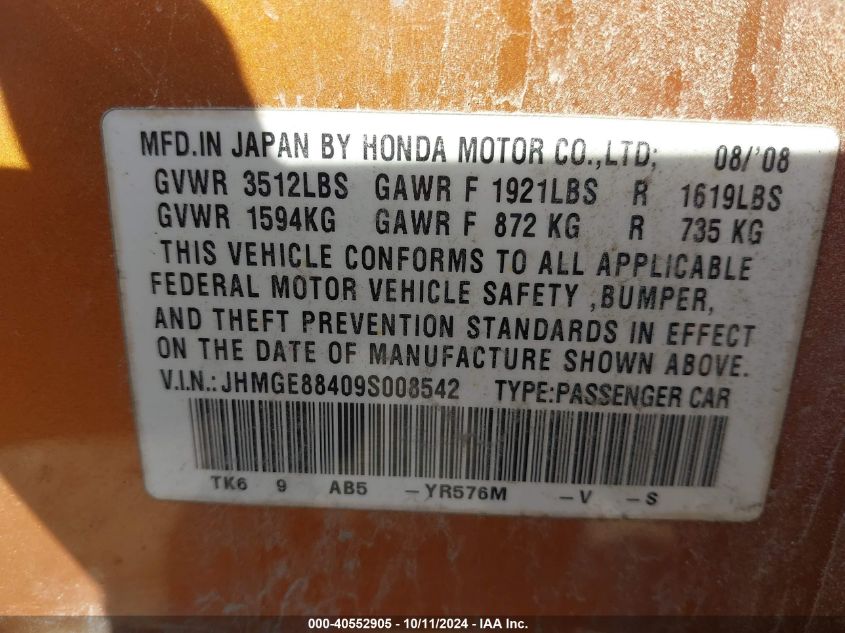 MFD.IN JAPAN BY HONDA MOTOR CO.,LTD; 08/'08
GVWR 3512LBS GAWR F 1921LBS R 1619LBS
GVWR 1594KG GAWR F 872 KG R 735 KG
THIS VEHICLE CONFORMS TO ALL APPLICABLE
FEDERAL MOTOR VEHICLE SAFETY ,BUMPER,
AND THEFT PREVENTION STANDARDS IN EFFECT
ON THE DATE OF MANUFACTURE SHOWN ABOVE.
V.I.N.: JHMGE88409S008542 TYPE:PASSENGER CAR
TK6 9 AB5 -YR576M -V -S
000-40552905 - 10/11/2024 - IAA Inc.